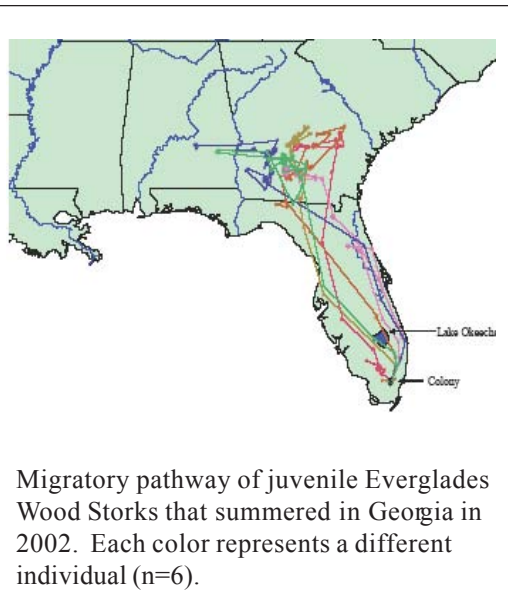 Lake Okeech
Colony
Migratory pathway of juvenile Everglades
Wood Storks that summered in Georgia in
2002. Each color represents a different
individual (n=6).